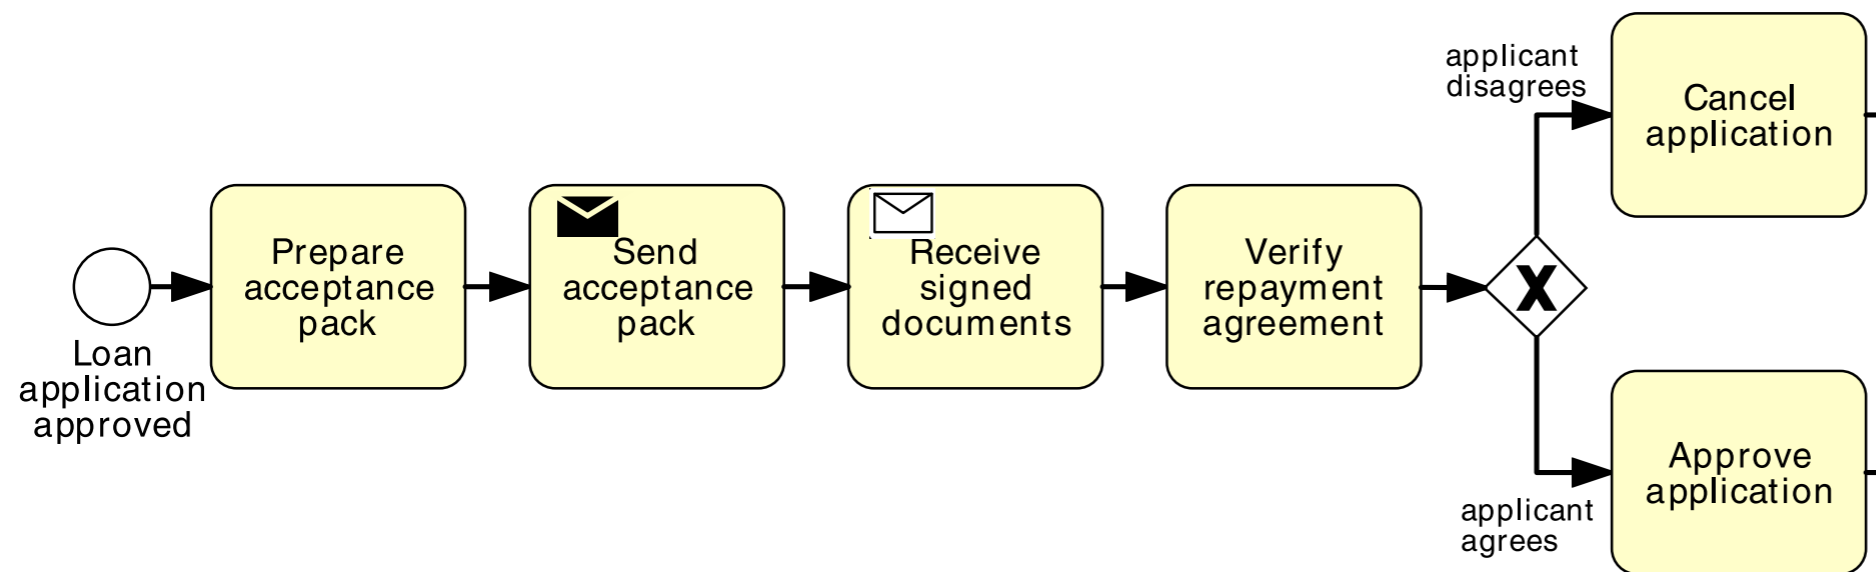 Loan
application
approved
Prepare
acceptance
pack
Send
acceptance
pack
Receive
signed
documents
Verify
repayment
agreement
X
applicant
disagrees
Cancel
application
applicant
agrees
Approve
application